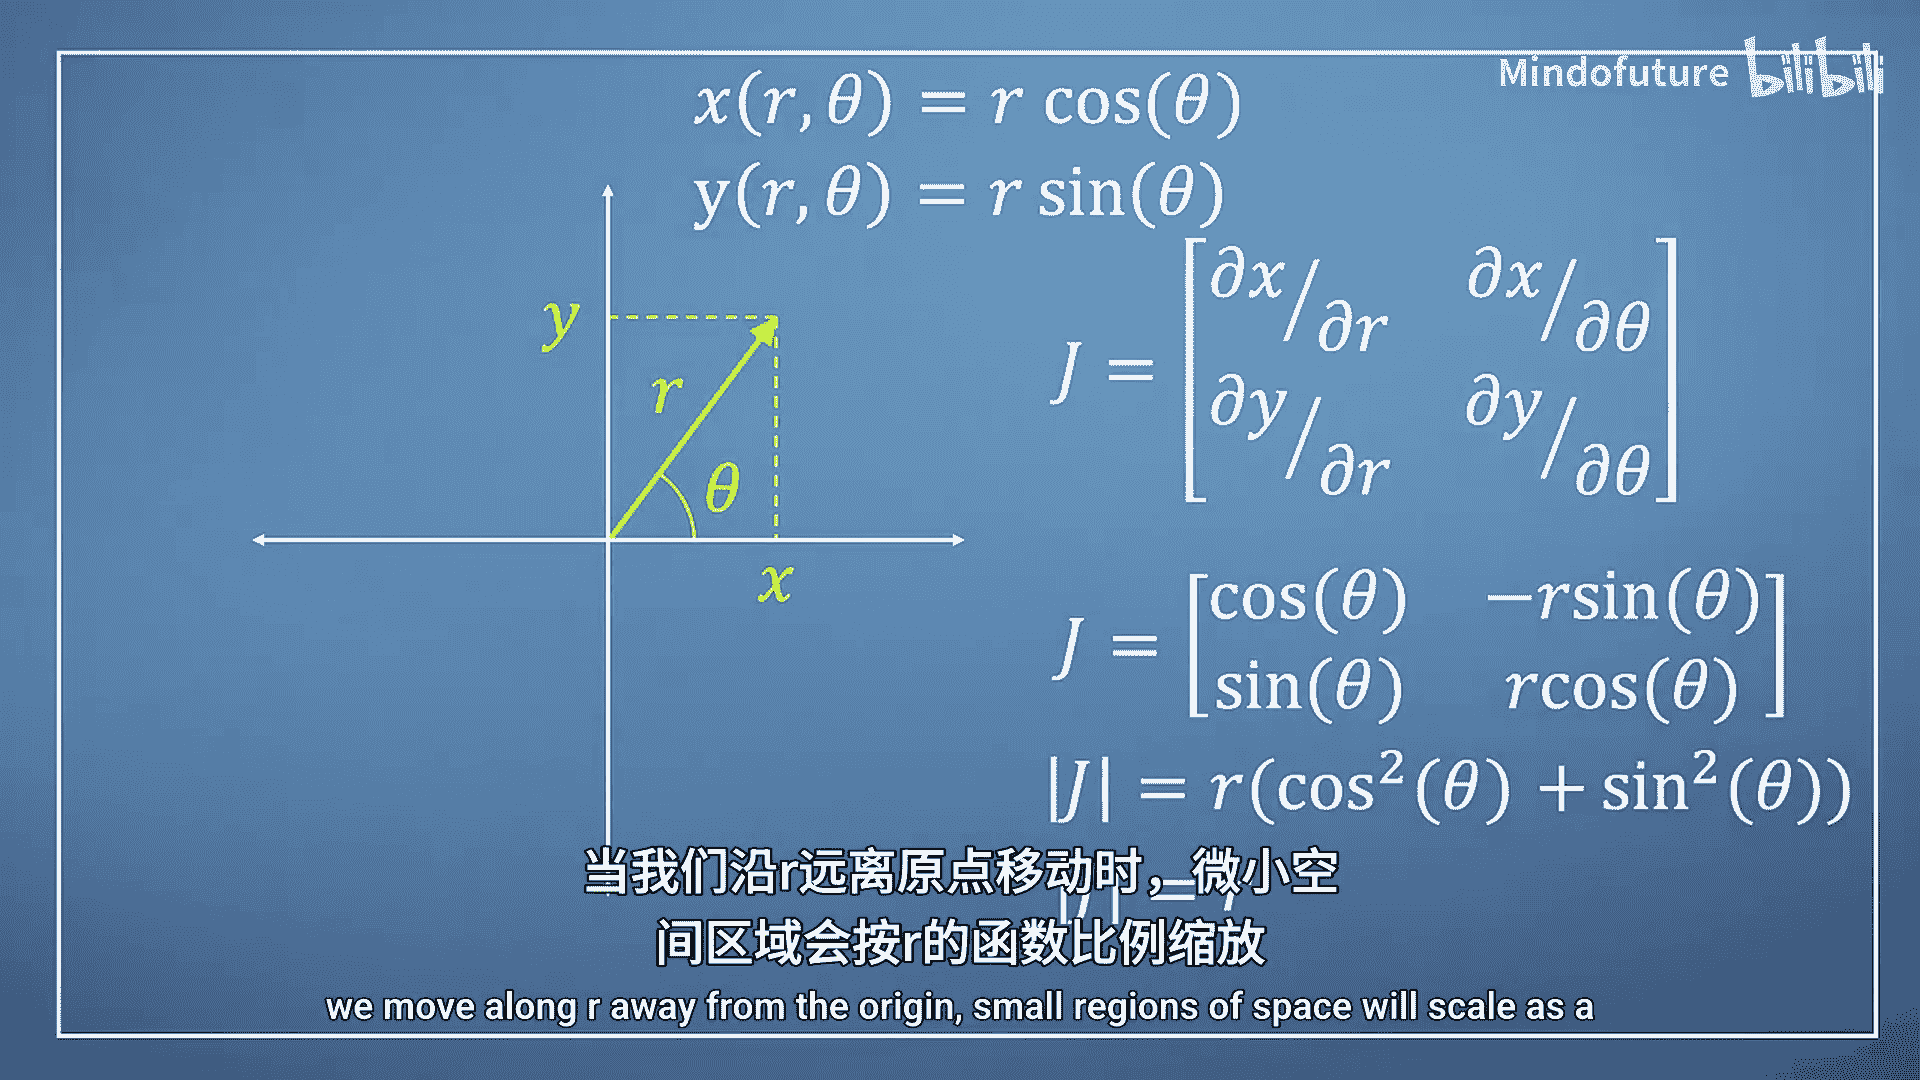 Mindofuture bilibili
x(r, θ) = r cos(θ)
y(r, θ) = r sin(θ)
J = [∂x/∂r ∂x/∂θ
∂y/∂r ∂y/∂θ]
y
r
θ
x
J = [cos(θ) −rsin(θ)
sin(θ) rcos(θ)]
|J| = r(cos²(θ) + sin²(θ))
|J| = r
当我们沿r远离原点移动时，微小空
间区域会按r的函数比例缩放
we move along r away from the origin, small regions of space will scale as a